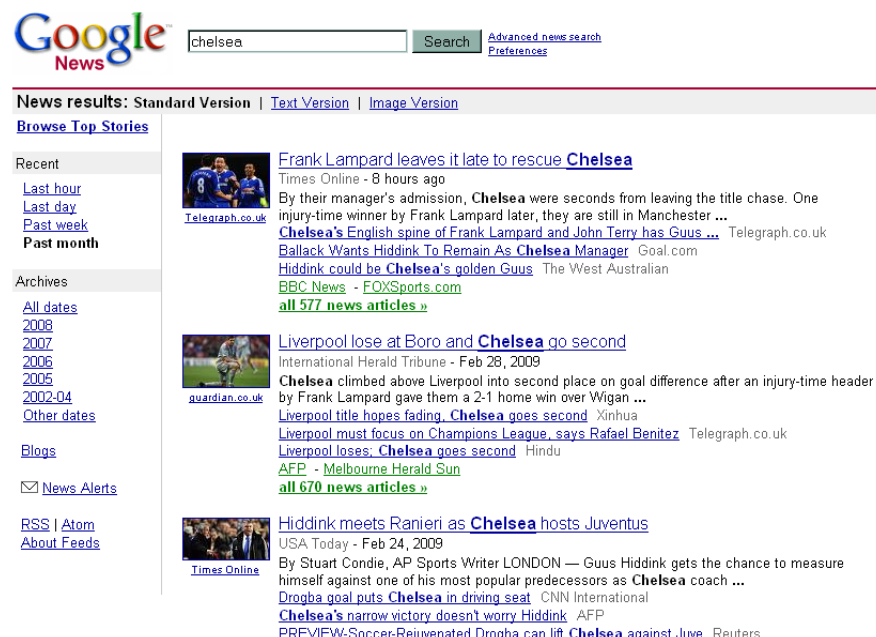 Google
News
chelsea
Search
Advanced news search
Preferences
News results: Standard Version | Text Version | Image Version
Browse Top Stories
Recent
Last hour
Last day
Past week
Past month
Archives
All dates
2008
2007
2006
2005
2002-04
Other dates
Blogs
News Alerts
RSS | Atom
About Feeds
Telegraph.co.uk
Frank Lampard leaves it late to rescue Chelsea
Times Online - 8 hours ago
By their manager's admission, Chelsea were seconds from leaving the title chase. One
injury-time winner by Frank Lampard later, they are still in Manchester ...
Chelsea's English spine of Frank Lampard and John Terry has Guus ... Telegraph.co.uk
Ballack Wants Hiddink To Remain As Chelsea Manager Goal.com
Hiddink could be Chelsea's golden Guus The West Australian
BBC News - FOXSports.com
all 577 news articles »
guardian.co.uk
Liverpool lose at Boro and Chelsea go second
International Herald Tribune - Feb 28, 2009
Chelsea climbed above Liverpool into second place on goal difference after an injury-time header
by Frank Lampard gave them a 2-1 home win over Wigan ...
Liverpool title hopes fading, Chelsea goes second Xinhua
Liverpool must focus on Champions League, says Rafael Benitez Telegraph.co.uk
Liverpool loses; Chelsea goes second Hindu
AFP - Melbourne Herald Sun
all 670 news articles »
Times Online
Hiddink meets Ranieri as Chelsea hosts Juventus
USA Today - Feb 24, 2009
By Stuart Condie, AP Sports Writer LONDON — Guus Hiddink gets the chance to measure
himself against one of his most popular predecessors as Chelsea coach ...
Drogba goal puts Chelsea in driving seat CNN International
Chelsea's narrow victory doesn't worry Hiddink AFP
PREVIEW-Soccer-Rejuvenated Drogba can lift Chelsea against Juve Reuters